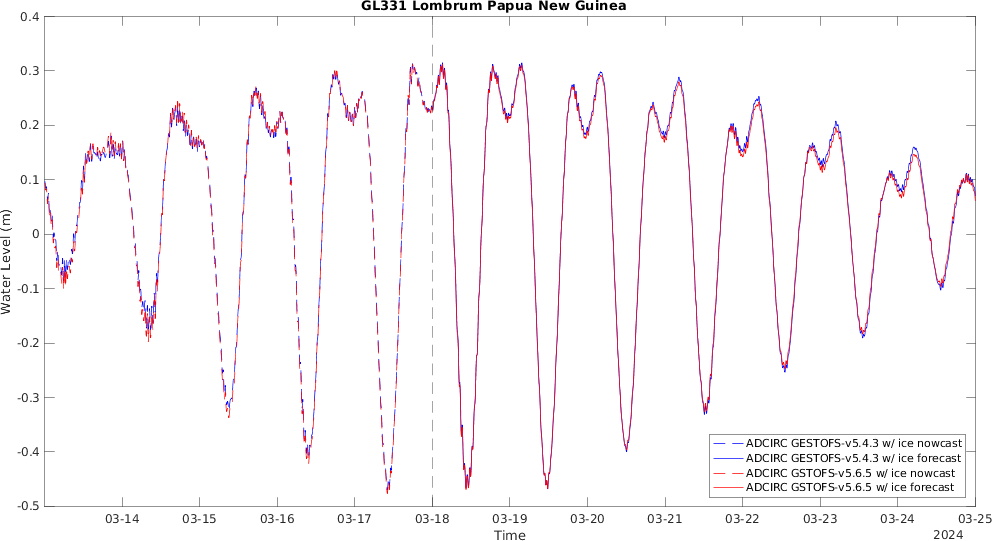 GL331 Lombrum Papua New Guinea
0.4
0.3
0.2
0.1
0
-0.1
-0.2
-0.3
-0.4
-0.5
Water Level (m)
ADCIRC GESTOFS-v5.4.3 w/ ice nowcast
ADCIRC GESTOFS-v5.4.3 w/ ice forecast
ADCIRC GSTOFS-v5.6.5 w/ ice nowcast
ADCIRC GSTOFS-v5.6.5 w/ ice forecast
03-14 03-15 03-16 03-17 03-18 03-19 03-20 03-21 03-22 03-23 03-24 03-25
Time
2024